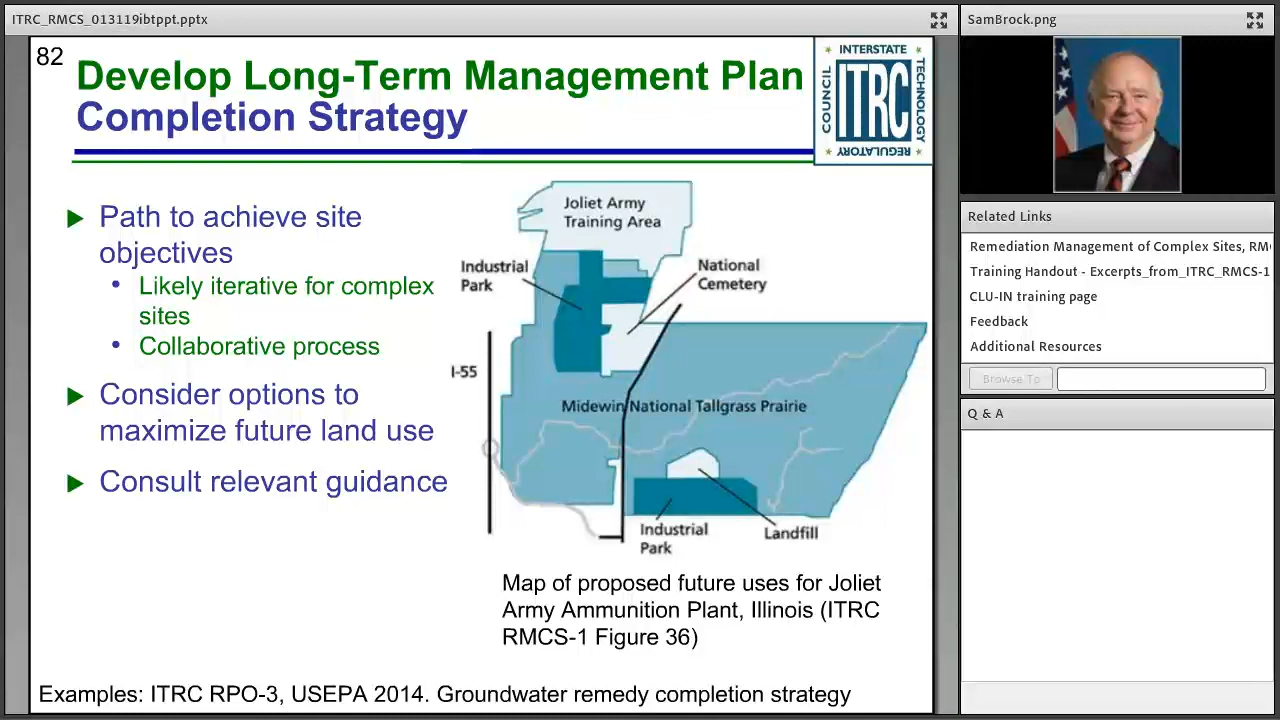 ITRC_RMCS_013119ibtppt.pptx
82
Develop Long-Term Management Plan
Completion Strategy
INTERSTATE
TECHNOLOGY
REGULATORY
COUNCIL
ITRC
Path to achieve site
objectives
Likely iterative for complex
sites
Collaborative process
Consider options to
maximize future land use
Consult relevant guidance
Joliet Army
Training Area
Industrial
Park
National
Cemetery
I-55
Midewin National Tallgrass Prairie
Industrial
Park
Landfill
Map of proposed future uses for Joliet
Army Ammunition Plant, Illinois (ITRC
RMCS-1 Figure 36)
Examples: ITRC RPO-3, USEPA 2014. Groundwater remedy completion strategy
SamBrock.png
Related Links
Remediation Management of Complex Sites, RM
Training Handout - Excerpts_from_ITRC_RMCS-1
CLU-IN training page
Feedback
Additional Resources
Browse To
Q & A